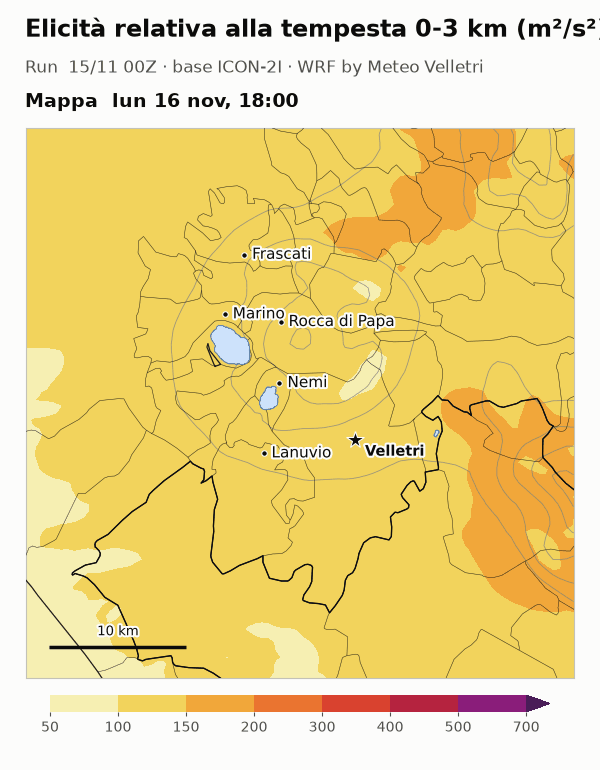 Elicità relativa alla tempesta 0-3 km (m²/s²)
Run  15/11 00Z · base ICON-2I · WRF by Meteo Velletri
Mappa  lun 16 nov, 18:00
Frascati
Marino
Rocca di Papa
Nemi
Velletri
Lanuvio
10 km
50 100 150 200 300 400 500 700